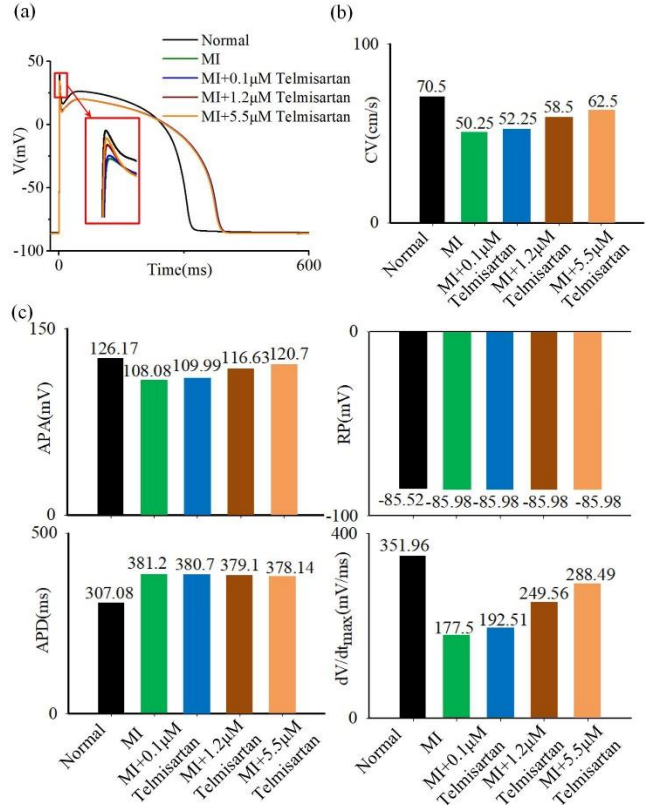 (a)
50
25
0
-50
-100
V(mV)
0
600
Time(ms)
Normal
MI
MI+0.1μM Telmisartan
MI+1.2μM Telmisartan
MI+5.5μM Telmisartan
(b)
100
0
CV(cm/s)
70.5
50.25
52.25
58.5
62.5
Normal
MI
MI+0.1μM
Telmisartan
MI+1.2μM
Telmisartan
MI+5.5μM
Telmisartan
(c)
150
0
APA(mV)
126.17
108.08
109.99
116.63
120.7
0
-100
RP(mV)
-85.52
-85.98
-85.98
-85.98
-85.98
500
0
APD(ms)
307.08
381.2
380.7
379.1
378.14
Normal
MI
MI+0.1μM
Telmisartan
MI+1.2μM
Telmisartan
MI+5.5μM
Telmisartan
400
0
dV/dtmax(mV/ms)
351.96
177.5
192.51
249.56
288.49
Normal
MI
MI+0.1μM
Telmisartan
MI+1.2μM
Telmisartan
MI+5.5μM
Telmisartan